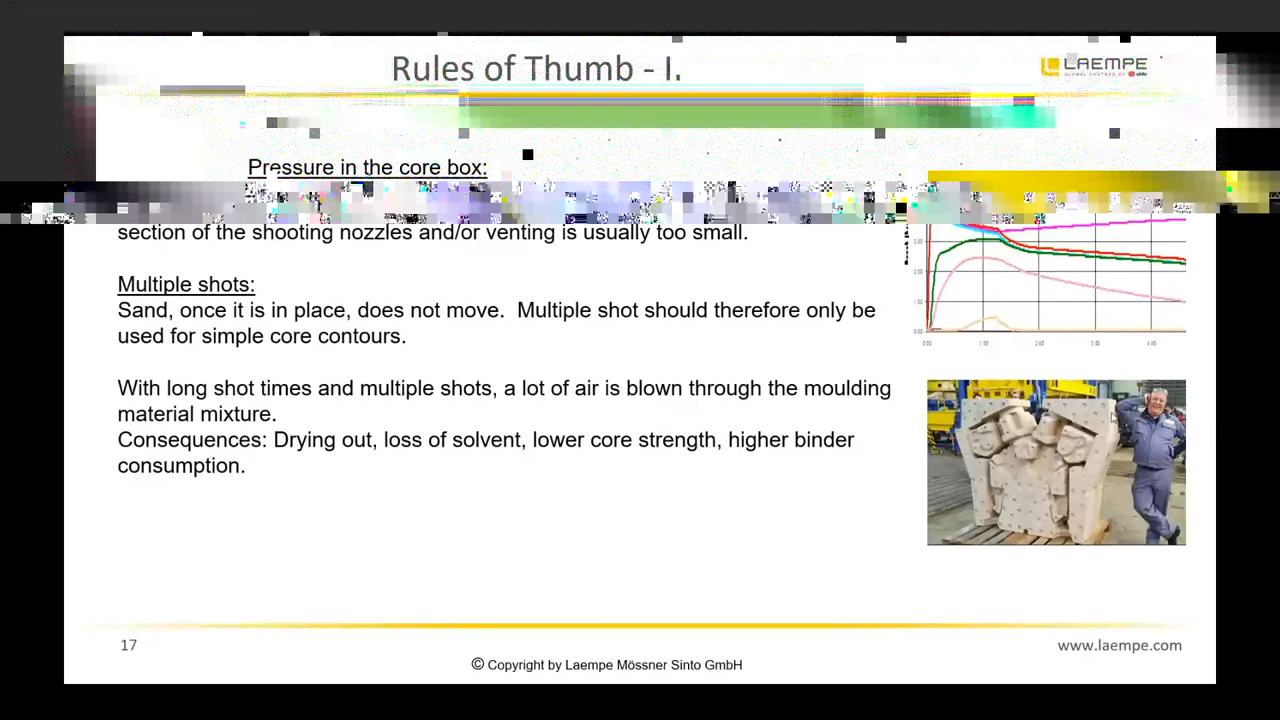 Rules of Thumb - I.
LAEMPE
Pressure in the core box:
section of the shooting nozzles and/or venting is usually too small.
Multiple shots:
Sand, once it is in place, does not move. Multiple shot should therefore only be
used for simple core contours.
With long shot times and multiple shots, a lot of air is blown through the moulding
material mixture.
Consequences: Drying out, loss of solvent, lower core strength, higher binder
consumption.
17
www.laempe.com
© Copyright by Laempe Mössner Sinto GmbH